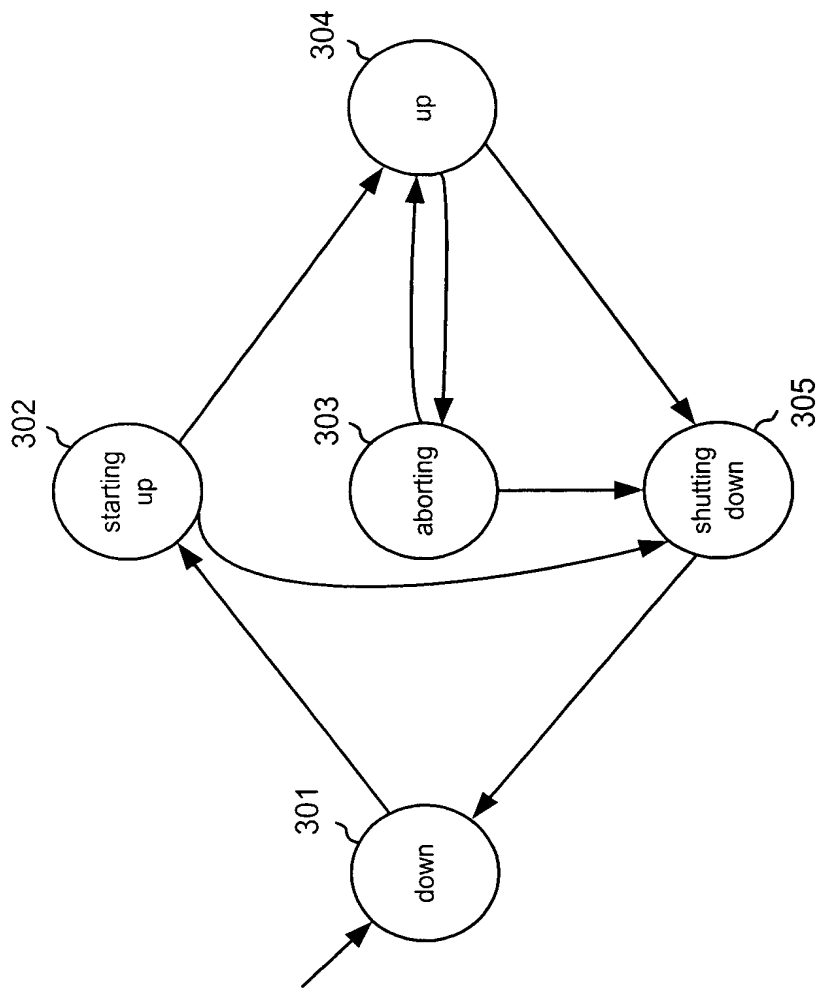 302
starting
up
301
down
303
aborting
304
up
305
shutting
down